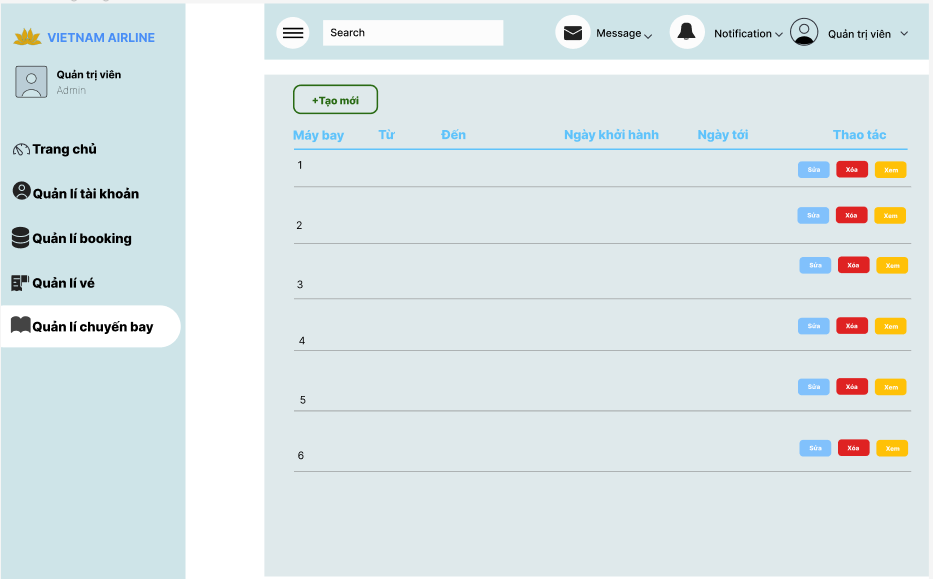 VIETNAM AIRLINE
Quản trị viên
Admin
Trang chủ
Quản lí tài khoản
Quản lí booking
Quản lí vé
Quản lí chuyến bay
Search
Message
Notification
Quản trị viên
+Tạo mới
Máy bay Từ Đến Ngày khởi hành Ngày tới Thao tác
1 Sửa Xóa Xem
2 Sửa Xóa Xem
3 Sửa Xóa Xem
4 Sửa Xóa Xem
5 Sửa Xóa Xem
6 Sửa Xóa Xem